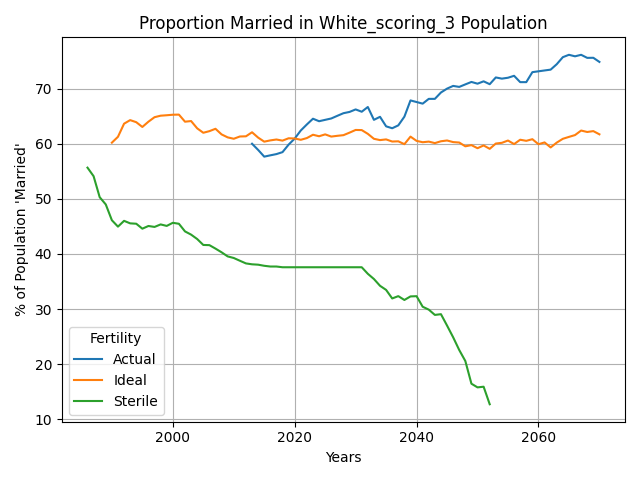 Proportion Married in White_scoring_3 Population
% of Population 'Married'
70
60
50
40
30
20
10
Fertility
Actual
Ideal
Sterile
2000 2020 2040 2060
Years